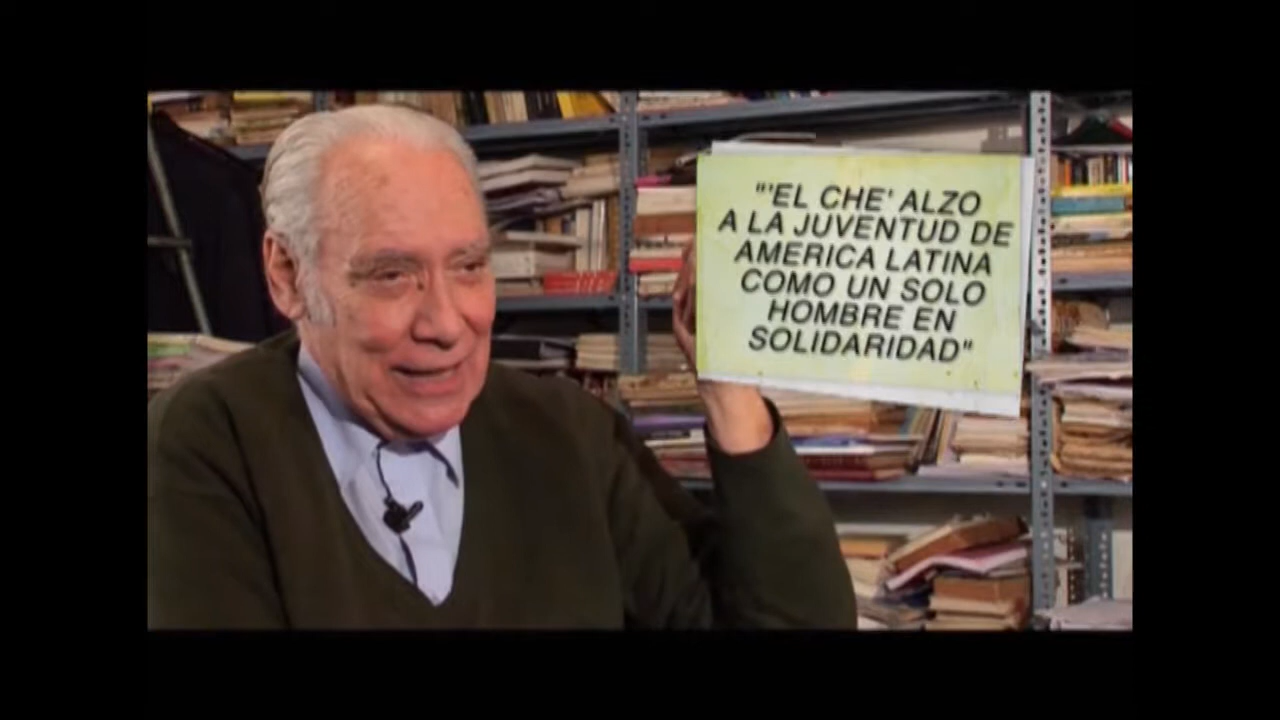 "'EL CHE' ALZO
A LA JUVENTUD DE
AMERICA LATINA
COMO UN SOLO
HOMBRE EN
SOLIDARIDAD"